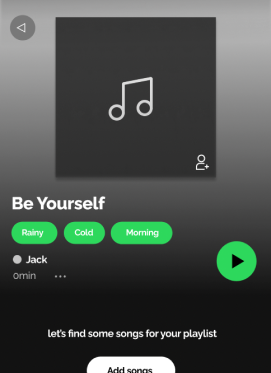 Be Yourself
Rainy Cold Morning
Jack
0min ...
let's find some songs for your playlist
Add songs